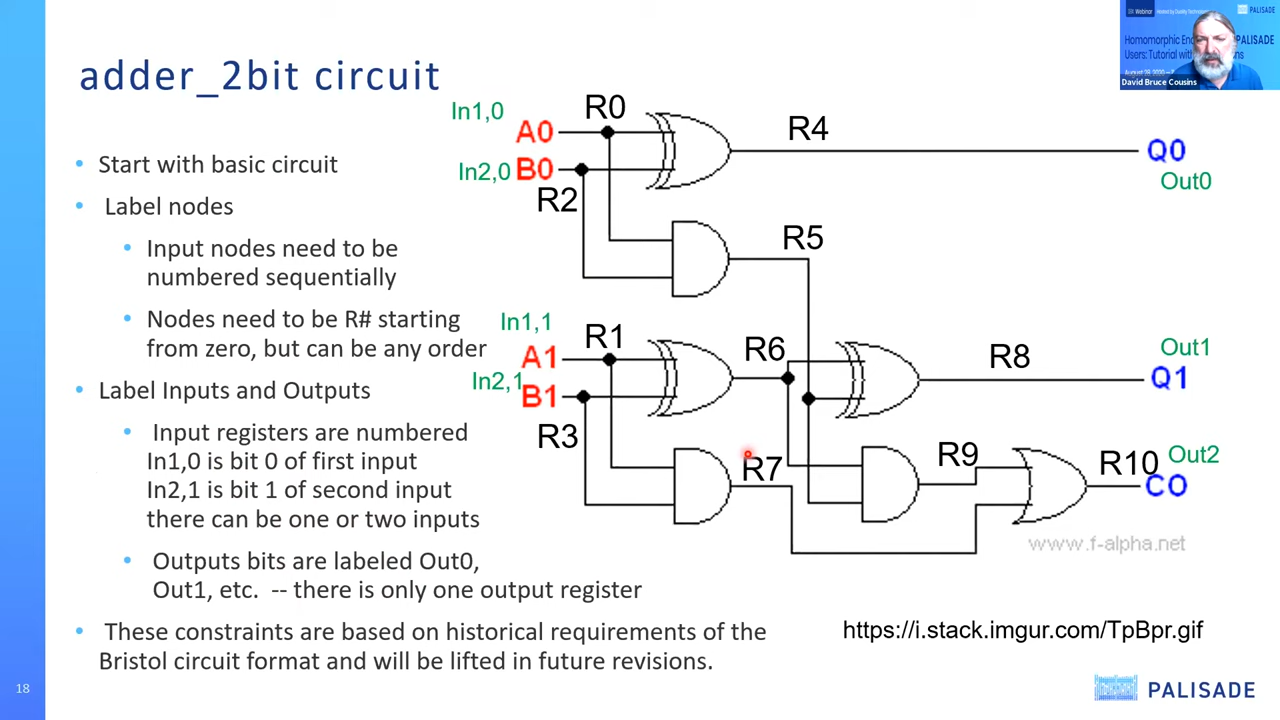 adder_2bit circuit
Start with basic circuit
Label nodes
Input nodes need to be
numbered sequentially
Nodes need to be R# starting
from zero, but can be any order
Label Inputs and Outputs
Input registers are numbered
In1,0 is bit 0 of first input
In2,1 is bit 1 of second input
there can be one or two inputs
Outputs bits are labeled Out0,
Out1, etc. -- there is only one output register
These constraints are based on historical requirements of the
Bristol circuit format and will be lifted in future revisions.
18
In1,0
R0
A0
In2,0
B0
R2
R4
Q0
Out0
R5
In1,1
R1
A1
In2,1
B1
R3
R6
R7
R8
Out1
Q1
R9
R10
Out2
CO
www.f-alpha.net
https://i.stack.imgur.com/TpBpr.gif
PALISADE
Webinar
PALISADE
Homomorphic En
PALISADE
Users: Tutorial with
David Bruce Cousins